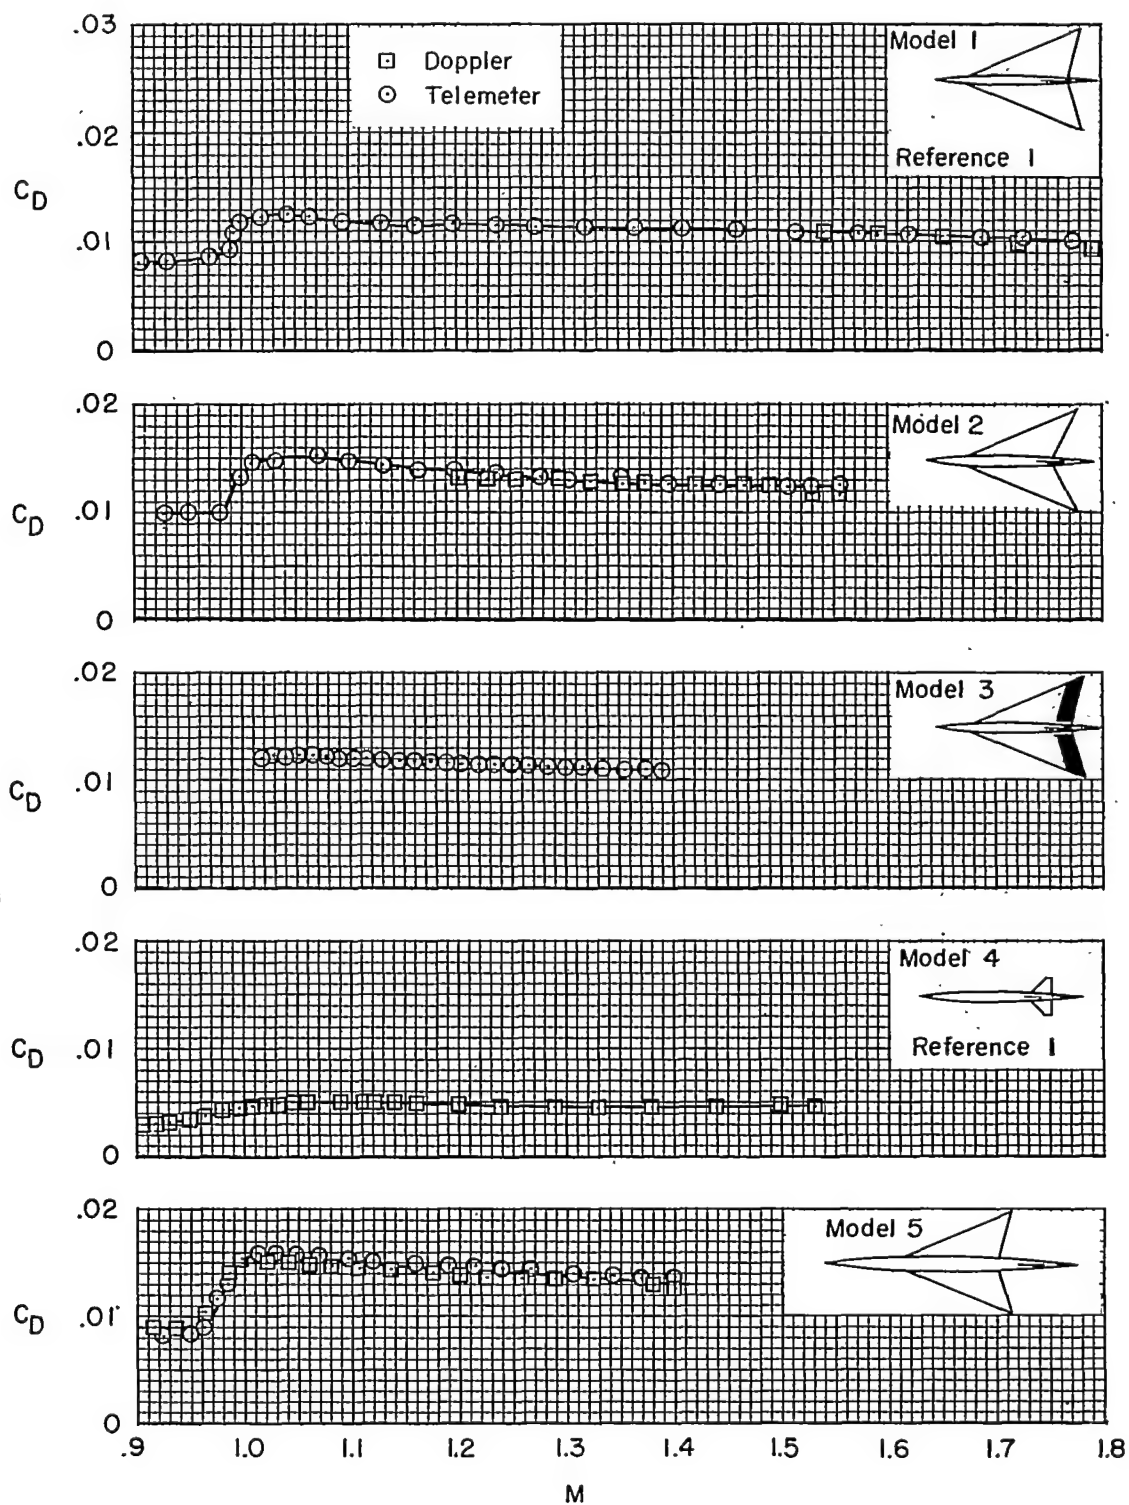 .03
Model 1
Doppler
Telemeter
.02
Reference 1
C_D
.01
0
.02
Model 2
C_D
.01
0
.02
Model 3
C_D
.01
0
.02
Model 4
C_D
.01
Reference 1
0
.02
Model 5
C_D
.01
0
.9 1.0 1.1 1.2 1.3 1.4 1.5 1.6 1.7 1.8
M